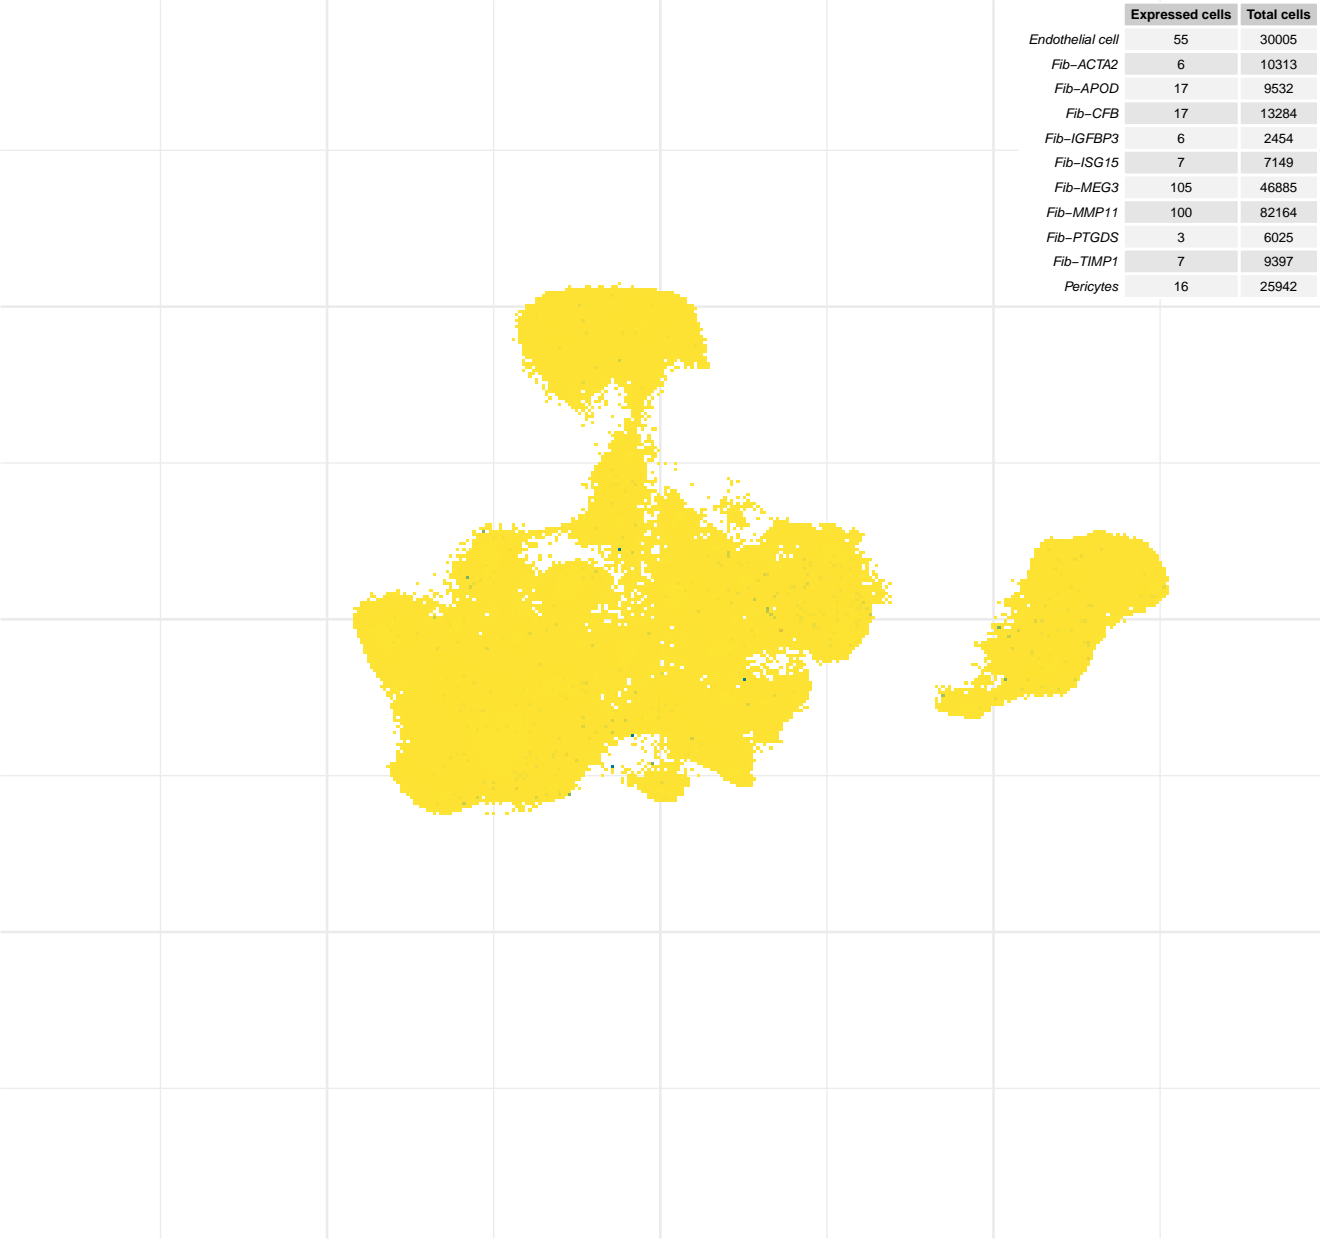 Expressed cells Total cells
Endothelial cell 55 30005
Fib−ACTA2 6 10313
Fib−APOD 17 9532
Fib−CFB 17 13284
Fib−IGFBP3 6 2454
Fib−ISG15 7 7149
Fib−MEG3 105 46885
Fib−MMP11 100 82164
Fib−PTGDS 3 6025
Fib−TIMP1 7 9397
Pericytes 16 25942